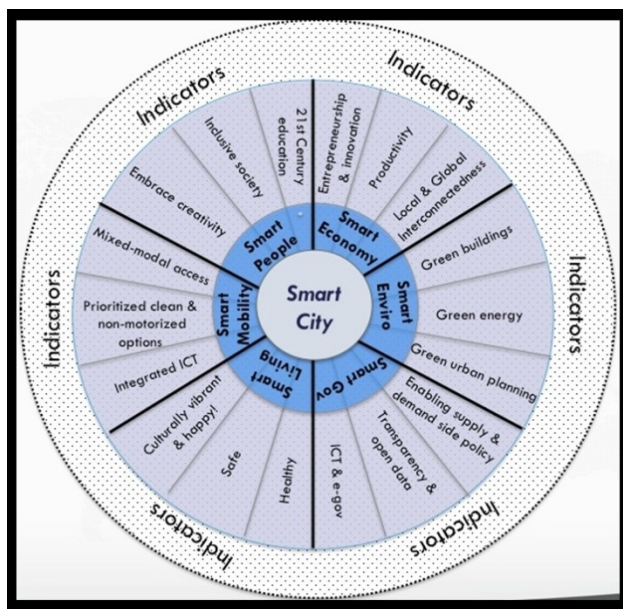 Smart
City
Smart
Economy
Entrepreneurship
& innovation
Productivity
Local & Global
Interconnectedness
Indicators
Smart
Enviro
Green buildings
Green energy
Green urban planning
Indicators
Smart Gov
Enabling supply &
demand side policy
Transparency &
open data
ICT & e-gov
Indicators
Smart
Living
Healthy
Safe
Culturally vibrant
& happy!
Indicators
Smart
Mobility
Integrated ICT
Prioritized clean &
non-motorized
options
Mixed-modal access
Indicators
Smart
People
Embrace creativity
Inclusive society
21st Century
education
Indicators